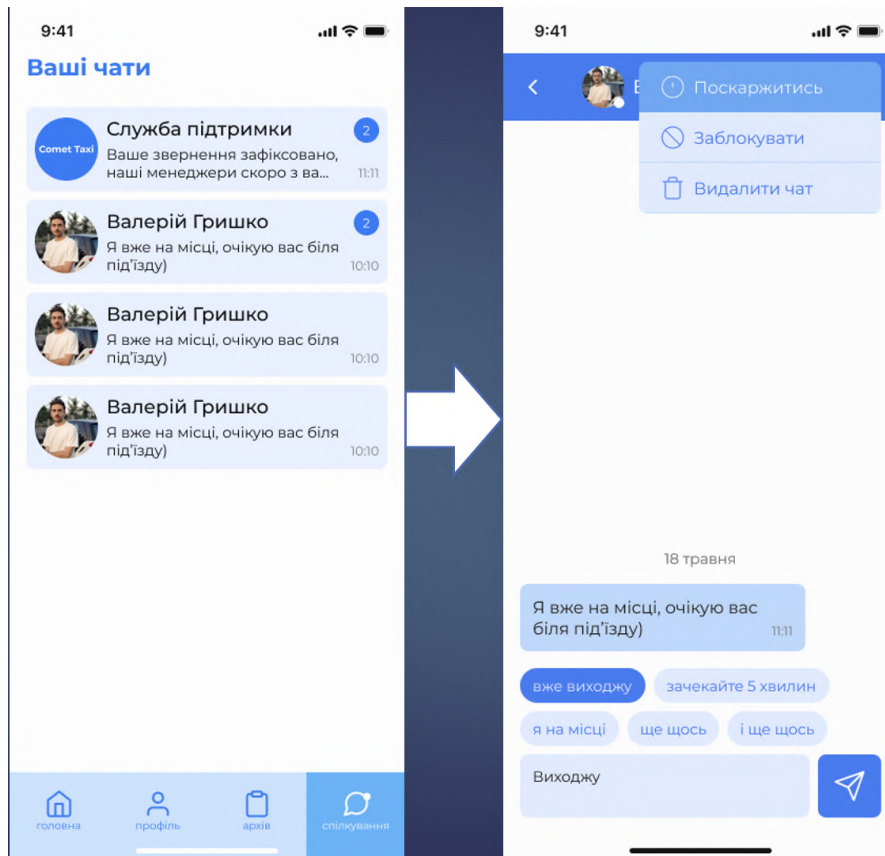 9:41
Ваші чати
Comet Taxi
Служба підтримки
2
Ваше звернення зафіксовано,
наші менеджери скоро з ва...
11:11
Валерій Гришко
2
Я вже на місці, очікую вас біля
під'їзду)
10:10
Валерій Гришко
Я вже на місці, очікую вас біля
під'їзду)
10:10
Валерій Гришко
Я вже на місці, очікую вас біля
під'їзду)
10:10
головна
профіль
архів
спілкування
9:41
Поскаржитись
Заблокувати
Видалити чат
18 травня
Я вже на місці, очікую вас
біля під'їзду)
11:11
вже виходжу
зачекайте 5 хвилин
я на місці
ще щось
і ще щось
Виходжу